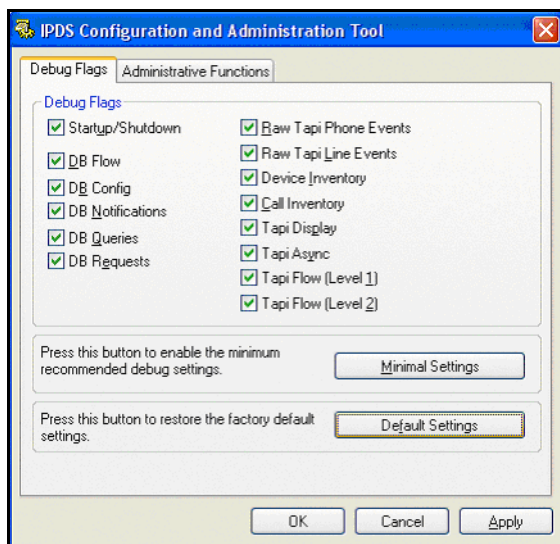 IPDS Configuration and Administration Tool
Debug Flags
Administrative Functions
Debug Flags
Startup/Shutdown
DB Flow
DB Config
DB Notifications
DB Queries
DB Requests
Raw Tapi Phone Events
Raw Tapi Line Events
Device Inventory
Call Inventory
Tapi Display
Tapi Async
Tapi Flow (Level 1)
Tapi Flow (Level 2)
Press this button to enable the minimum
recommended debug settings.
Minimal Settings
Press this button to restore the factory default
settings.
Default Settings
OK
Cancel
Apply